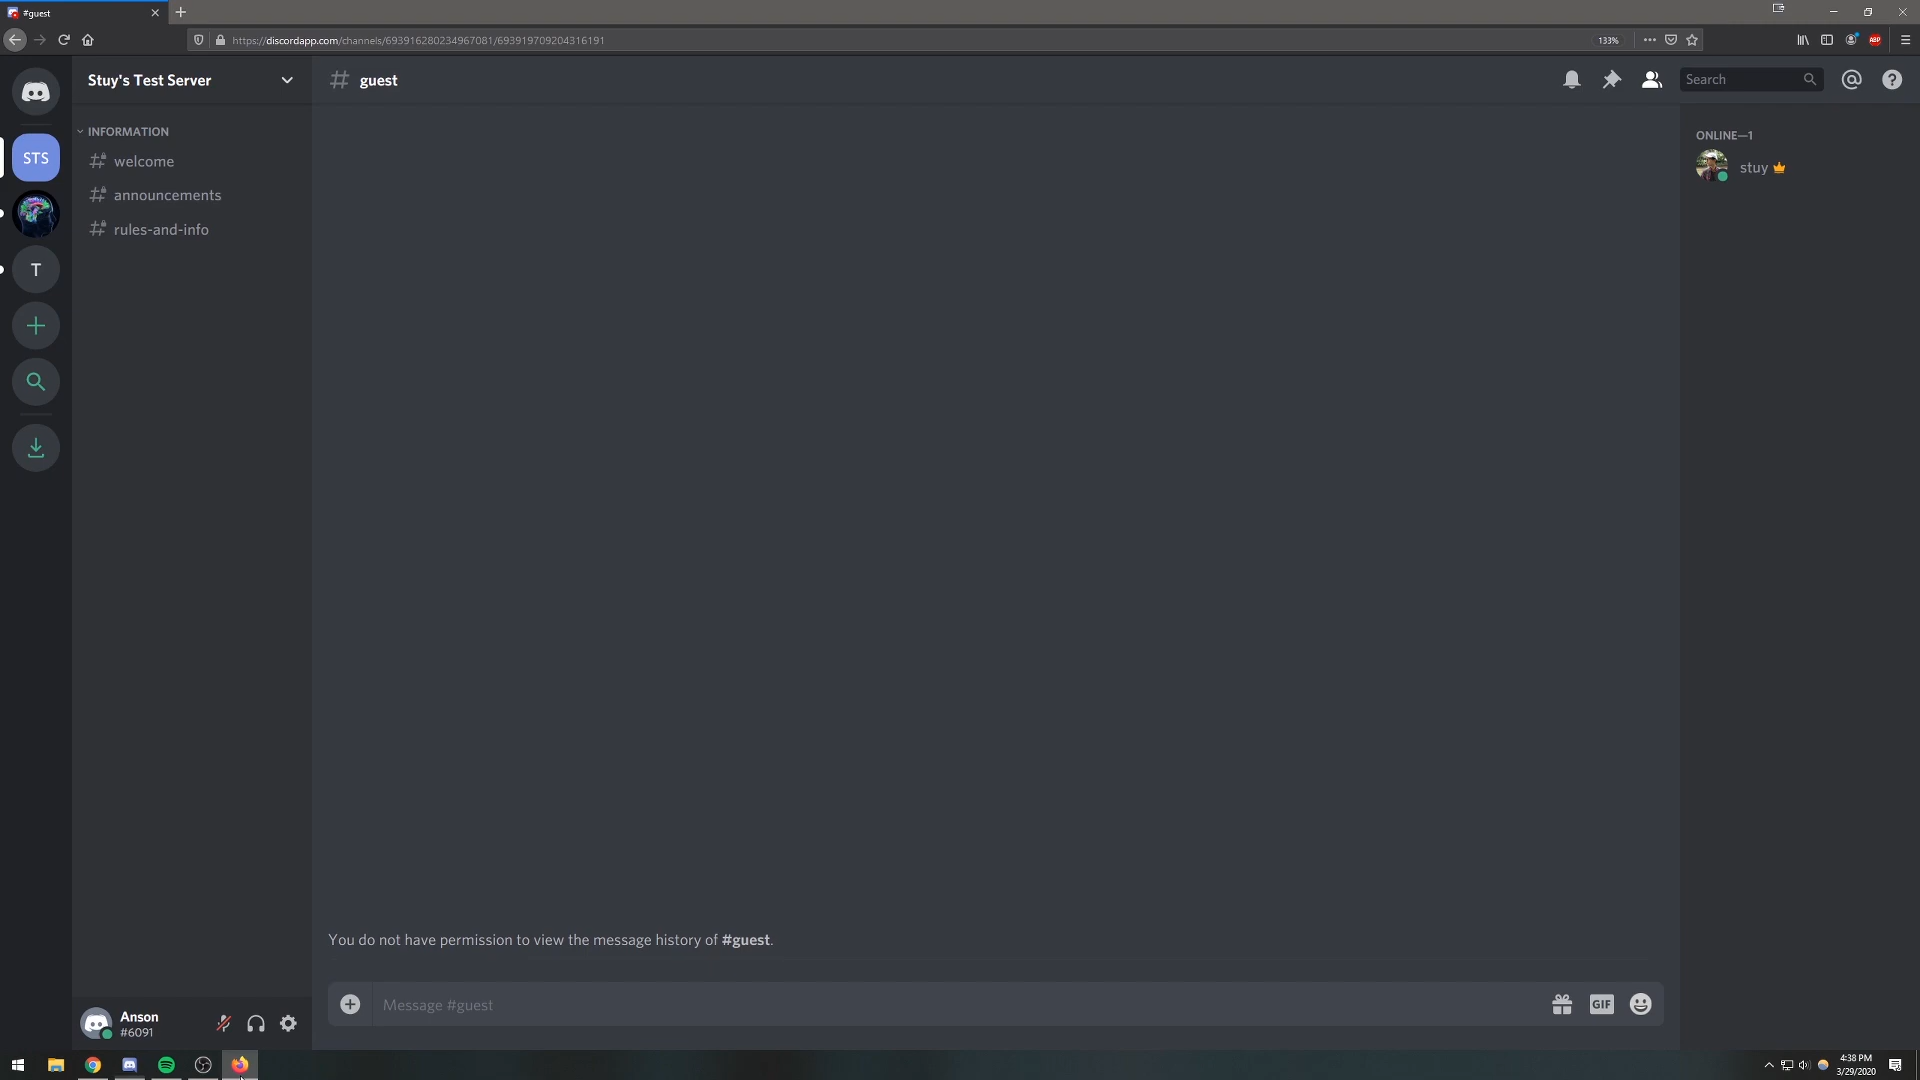 #guest
https://discordapp.com/channels/693916280234967081/693919709204316191
133%
ABP
Stuy's Test Server
# guest
Search
INFORMATION
welcome
announcements
rules-and-info
STS
T
ONLINE—1
stuy
You do not have permission to view the message history of #guest.
Message #guest
GIF
Anson
#6091
4:38 PM
3/29/2020